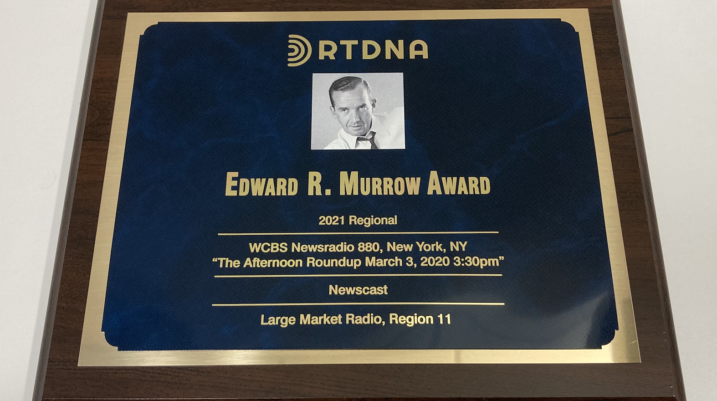 RTDNA
EDWARD R. MURROW AWARD
2021 Regional
WCBS Newsradio 880, New York, NY
“The Afternoon Roundup March 3, 2020 3:30pm”
Newscast
Large Market Radio, Region 11